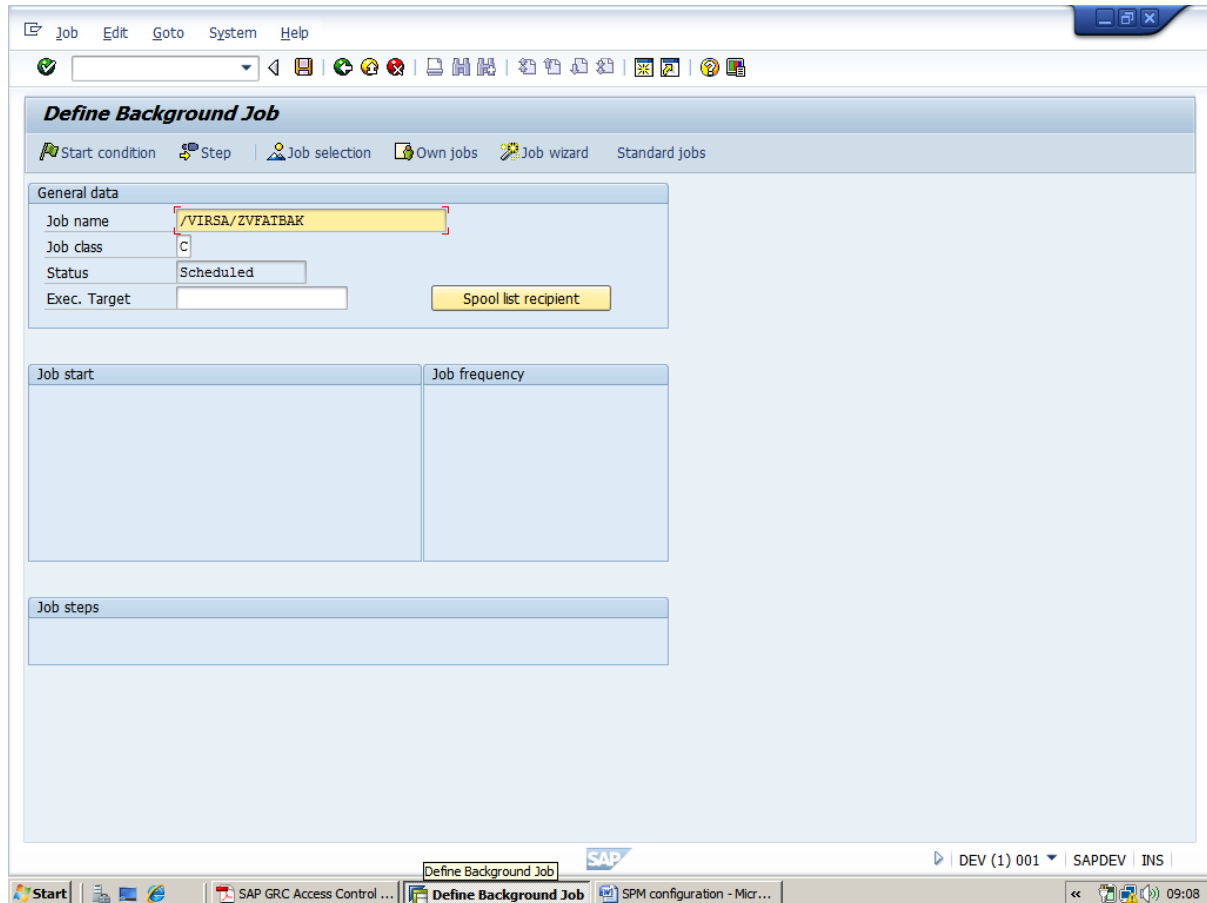 Job Edit Goto System Help
Define Background Job
Start condition Step Job selection Own jobs Job wizard Standard jobs
General data
Job name /VIRSA/ZVFATBAK
Job class C
Status Scheduled
Exec. Target Spool list recipient
Job start Job frequency
Job steps
SAP DEV (1) 001 SAPDEV INS
Define Background Job
Start SAP GRC Access Control ... Define Background Job SPM configuration - Micr... « 09:08